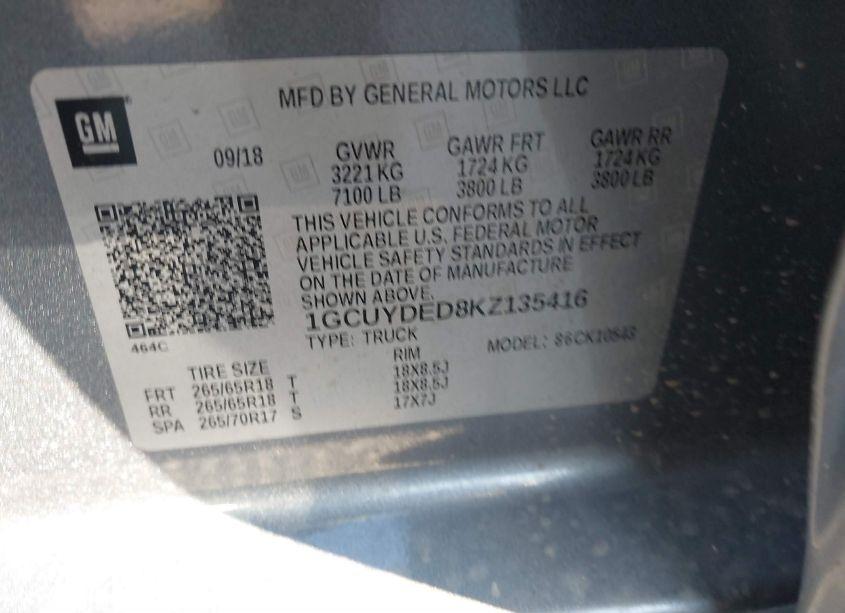 MFD BY GENERAL MOTORS LLC
GM
09/18 GVWR GAWR FRT GAWR RR
3221 KG 1724 KG 1724 KG
7100 LB 3800 LB 3800 LB
THIS VEHICLE CONFORMS TO ALL
APPLICABLE U.S. FEDERAL MOTOR
VEHICLE SAFETY STANDARDS IN EFFECT
ON THE DATE OF MANUFACTURE
SHOWN ABOVE.
1GCUYDED8KZ135416
464C
TYPE: TRUCK MODEL:
TIRE SIZE RIM
FRT 265/65R18 T 18X8.5J
RR 265/65R18 T 18X8.5J
SPA 265/70R17 S 17X7J